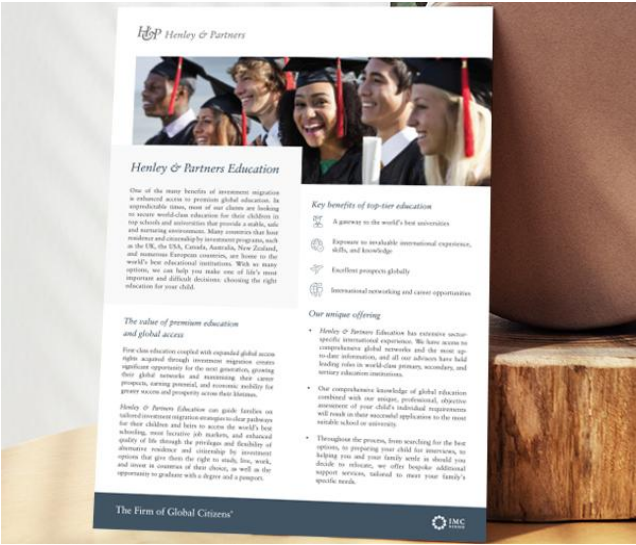 H&P Henley & Partners
Henley & Partners Education
One of the many benefits of investment migration
is enhanced access to premium global education. In
unpredictable times, most of our clients are looking
to secure world-class education for their children in
top schools and universities that provide a stable, safe
and nurturing environment. Many countries that host
residence and citizenship by investment programs, such
as the UK, the USA, Canada, Australia, New Zealand,
and numerous European countries, are home to the
world's best educational institutions. With so many
options, we can help you make one of life's most
important and difficult decisions: choosing the right
education for your child.
The value of premium education
and global access
First-class education coupled with expanded global access
rights acquired through investment migration creates
significant opportunity for the next generation, growing
their global networks and maximizing their career
prospects, earning potential, and economic mobility for
greater success and prosperity across their lifetimes.
Henley & Partners Education can guide families on
tailored investment migration strategies to clear pathways
for their children and heirs to access the world's best
schooling, most lucrative job markets, and enhanced
quality of life through the privileges and flexibility of
alternative residence and citizenship by investment
options that give them the right to study, live, work,
and invest in countries of their choice, as well as the
opportunity to graduate with a degree and a passport.
Key benefits of top-tier education
A gateway to the world's best universities
Exposure to invaluable international experience,
skills, and knowledge
Excellent prospects globally
International networking and career opportunities
Our unique offering
• Henley & Partners Education has extensive sector-
specific international experience. We have access to
comprehensive global networks and the most up-
to-date information, and all our advisors have held
leading roles in world-class primary, secondary, and
tertiary education institutions.
• Our comprehensive knowledge of global education
combined with our unique, professional, objective
assessment of your child's individual requirements
will result in their successful application to the most
suitable school or university.
• Throughout the process, from searching for the best
options, to preparing your child for interviews, to
helping you and your family settle in should you
decide to relocate, we offer bespoke additional
support services, tailored to meet your family's
specific needs.
The Firm of Global Citizens®
IMC